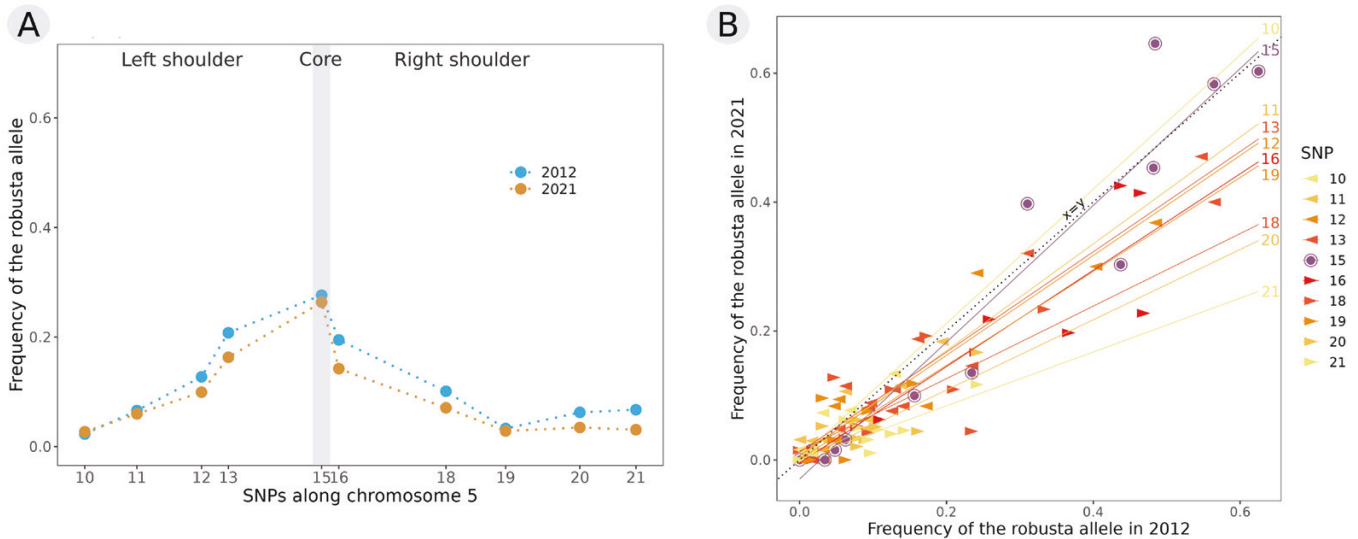 A
Left shoulder Core Right shoulder
Frequency of the robusta allele
0.6
0.4
0.2
0.0
2012
2021
10 11 12 13 15 16 18 19 20 21
SNPs along chromosome 5
B
Frequency of the robusta allele in 2021
0.6
0.4
0.2
0.0
x=y
10
15
11
13
12
16
19
18
20
21
0.0 0.2 0.4 0.6
Frequency of the robusta allele in 2012
SNP
10
11
12
13
15
16
18
19
20
21